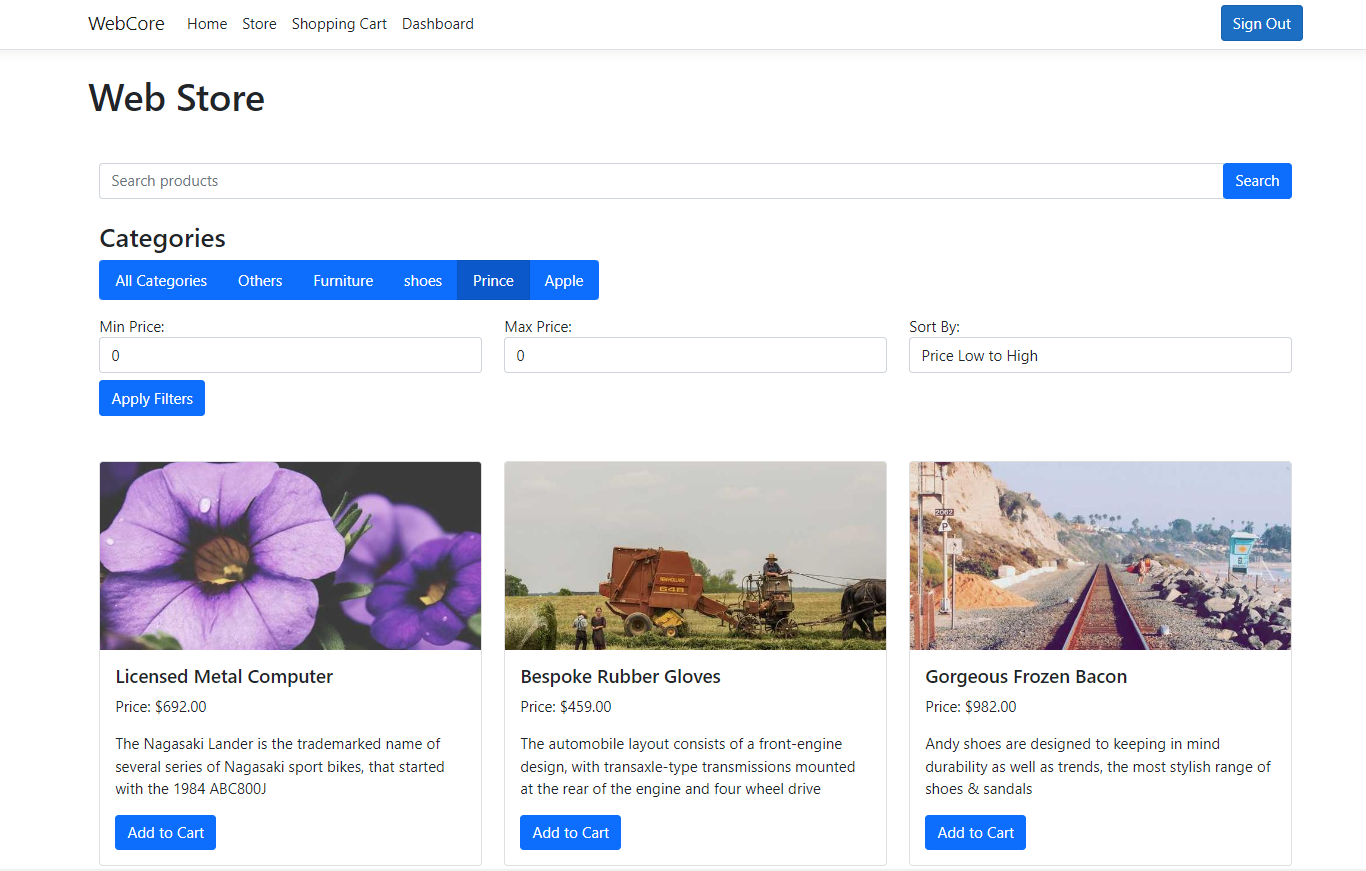 WebCore Home Store Shopping Cart Dashboard Sign Out
Web Store
Search products Search
Categories
All Categories Others Furniture shoes Prince Apple
Min Price: Max Price: Sort By:
0 0 Price Low to High
Apply Filters
2062
P
NEW HOLLAND
648
Licensed Metal Computer
Price: $692.00
The Nagasaki Lander is the trademarked name of
several series of Nagasaki sport bikes, that started
with the 1984 ABC800J
Add to Cart
Bespoke Rubber Gloves
Price: $459.00
The automobile layout consists of a front-engine
design, with transaxle-type transmissions mounted
at the rear of the engine and four wheel drive
Add to Cart
Gorgeous Frozen Bacon
Price: $982.00
Andy shoes are designed to keeping in mind
durability as well as trends, the most stylish range of
shoes & sandals
Add to Cart